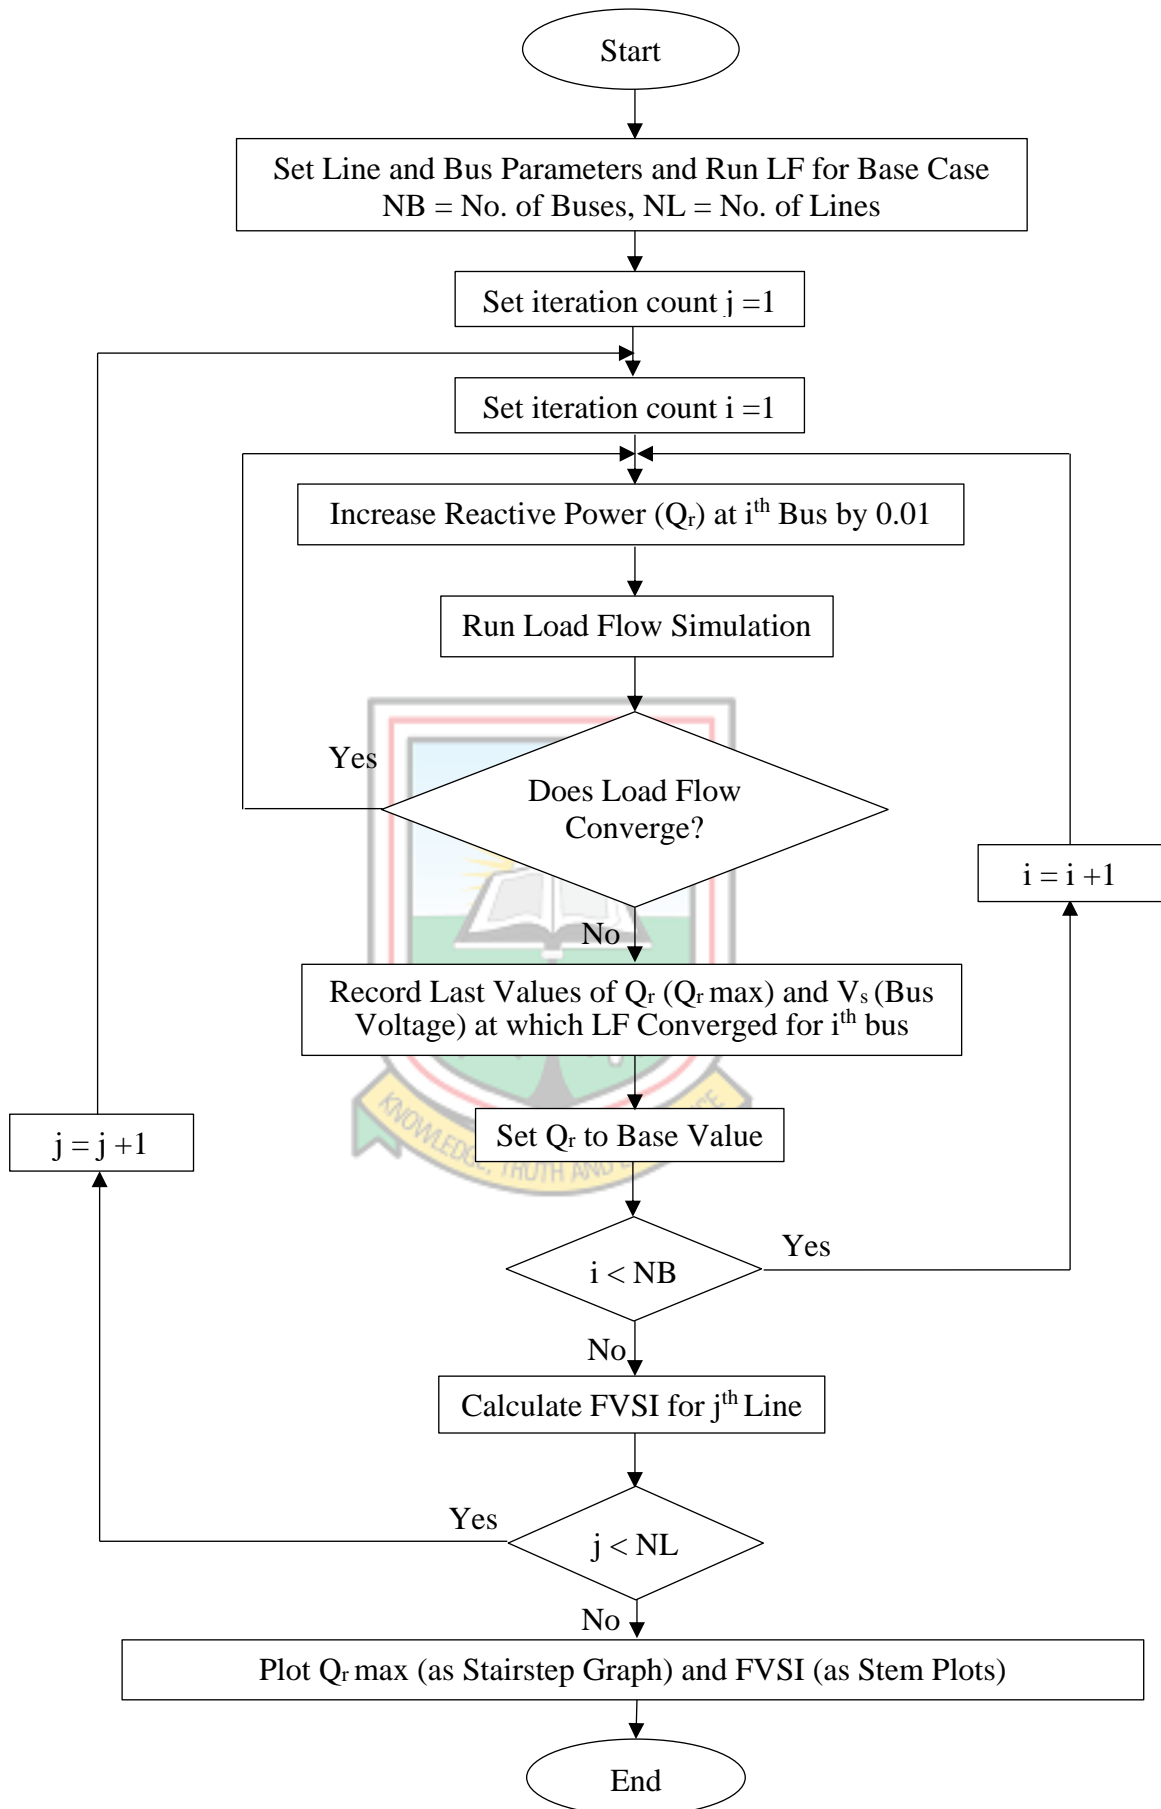 Start
Set Line and Bus Parameters and Run LF for Base Case
NB = No. of Buses, NL = No. of Lines
Set iteration count j =1
Set iteration count i =1
Increase Reactive Power (Qr) at ith Bus by 0.01
Run Load Flow Simulation
Yes
Does Load Flow
Converge?
i = i +1
No
Record Last Values of Qr (Qr max) and Vs (Bus
Voltage) at which LF Converged for ith bus
Set Qr to Base Value
j = j +1
KNOWLEDGE, TRUTH AND
i < NB
Yes
No
Calculate FVSI for jth Line
Yes
j < NL
No
Plot Qr max (as Stairstep Graph) and FVSI (as Stem Plots)
End